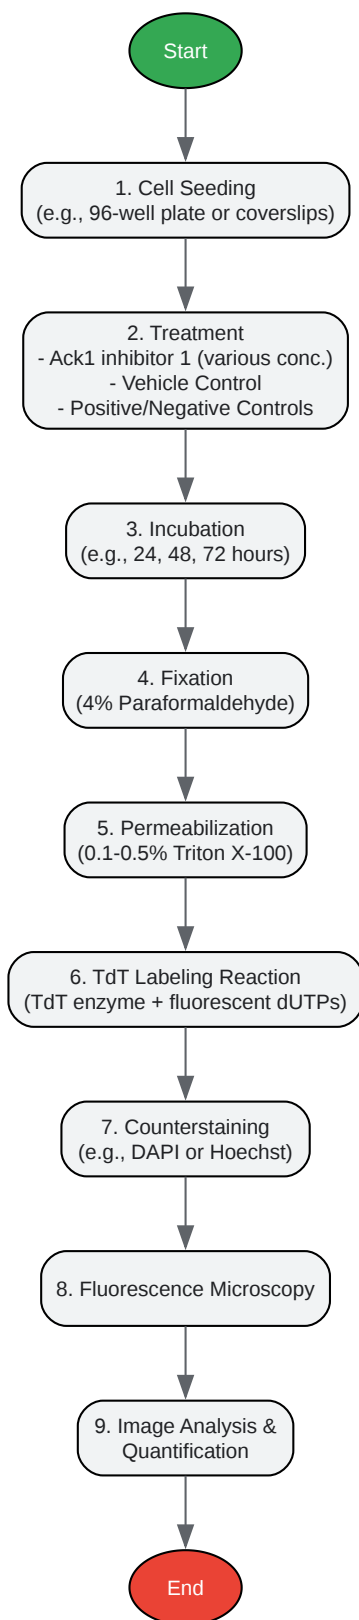 Start
1. Cell Seeding
(e.g., 96-well plate or coverslips)
2. Treatment
- Ack1 inhibitor 1 (various conc.)
- Vehicle Control
- Positive/Negative Controls
3. Incubation
(e.g., 24, 48, 72 hours)
4. Fixation
(4% Paraformaldehyde)
5. Permeabilization
(0.1-0.5% Triton X-100)
6. TdT Labeling Reaction
(TdT enzyme + fluorescent dUTPs)
7. Counterstaining
(e.g., DAPI or Hoechst)
8. Fluorescence Microscopy
9. Image Analysis &
Quantification
End